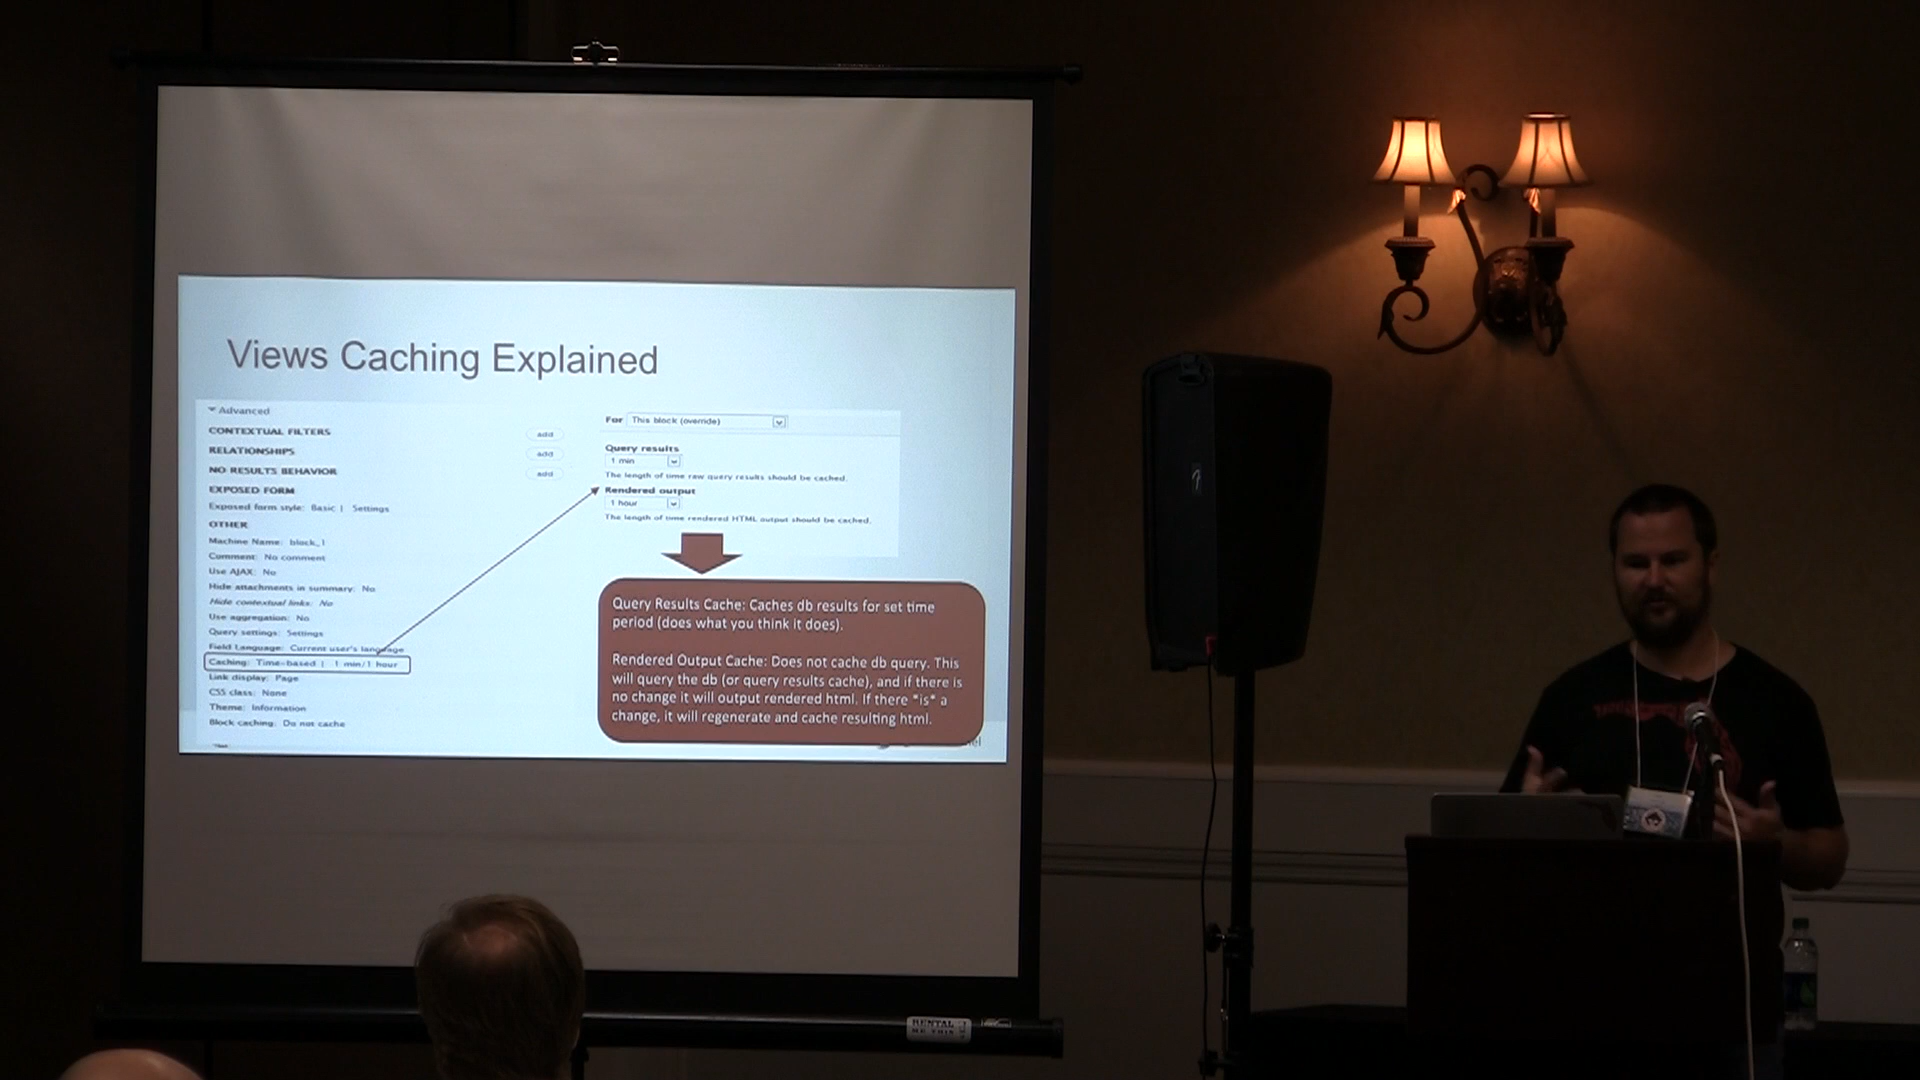 Views Caching Explained
Advanced
CONTEXTUAL FILTERS add
RELATIONSHIPS add
NO RESULTS BEHAVIOR add
EXPOSED FORM
Exposed form style: Basic | Settings
OTHER
Machine Name: block_1
Comment: No comment
Use AJAX: No
Hide attachments in summary: No
Hide contextual links: No
Use aggregation: No
Query settings: Settings
Field Language: Current user's language
Caching: Time-based | 1 min/1 hour
Link display: Page
CSS class: None
Theme: Information
Block caching: Do not cache
For This block (override)
Query results
1 min
The length of time raw query results should be cached.
Rendered output
1 hour
The length of time rendered HTML output should be cached.
Query Results Cache: Caches db results for set time
period (does what you think it does).
Rendered Output Cache: Does not cache db query. This
will query the db (or query results cache), and if there is
no change it will output rendered html. If there *is* a
change, it will regenerate and cache resulting html.
RENTAL